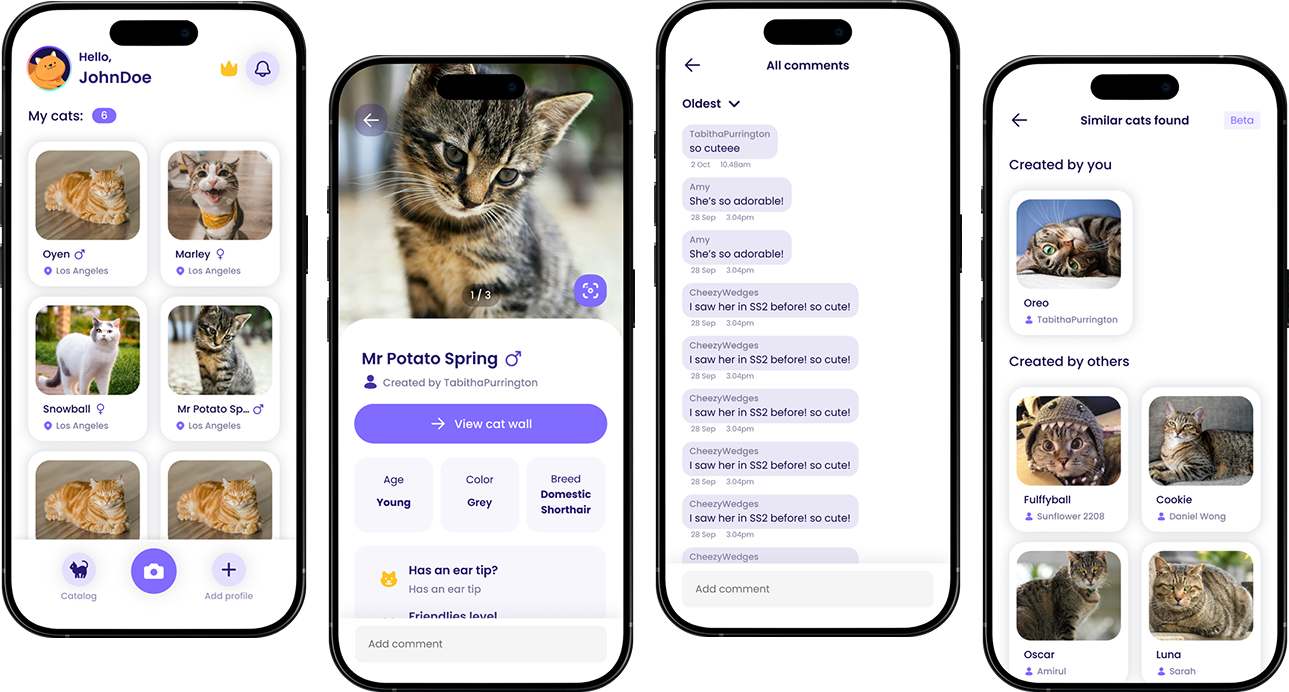 Hello,
JohnDoe
My cats: 6
Oyen
Los Angeles
Marley
Los Angeles
Snowball
Los Angeles
Mr Potato Sp...
Los Angeles
Catalog
Add profile
1 / 3
Mr Potato Spring
Created by TabithaPurrington
View cat wall
Age
Young
Color
Grey
Breed
Domestic
Shorthair
Has an ear tip?
Has an ear tip
Friendlies level
Add comment
All comments
Oldest
TabithaPurrington
so cuteee
2 Oct 10.48am
Amy
She's so adorable!
28 Sep 3.04pm
Amy
She's so adorable!
28 Sep 3.04pm
CheezyWedges
I saw her in SS2 before! so cute!
28 Sep 3.04pm
CheezyWedges
I saw her in SS2 before! so cute!
28 Sep 3.04pm
CheezyWedges
I saw her in SS2 before! so cute!
28 Sep 3.04pm
CheezyWedges
I saw her in SS2 before! so cute!
28 Sep 3.04pm
CheezyWedges
I saw her in SS2 before! so cute!
28 Sep 3.04pm
CheezyWedges
Add comment
Similar cats found
Beta
Created by you
Oreo
TabithaPurrington
Created by others
Fulffyball
Sunflower 2208
Cookie
Daniel Wong
Oscar
Amirul
Luna
Sarah